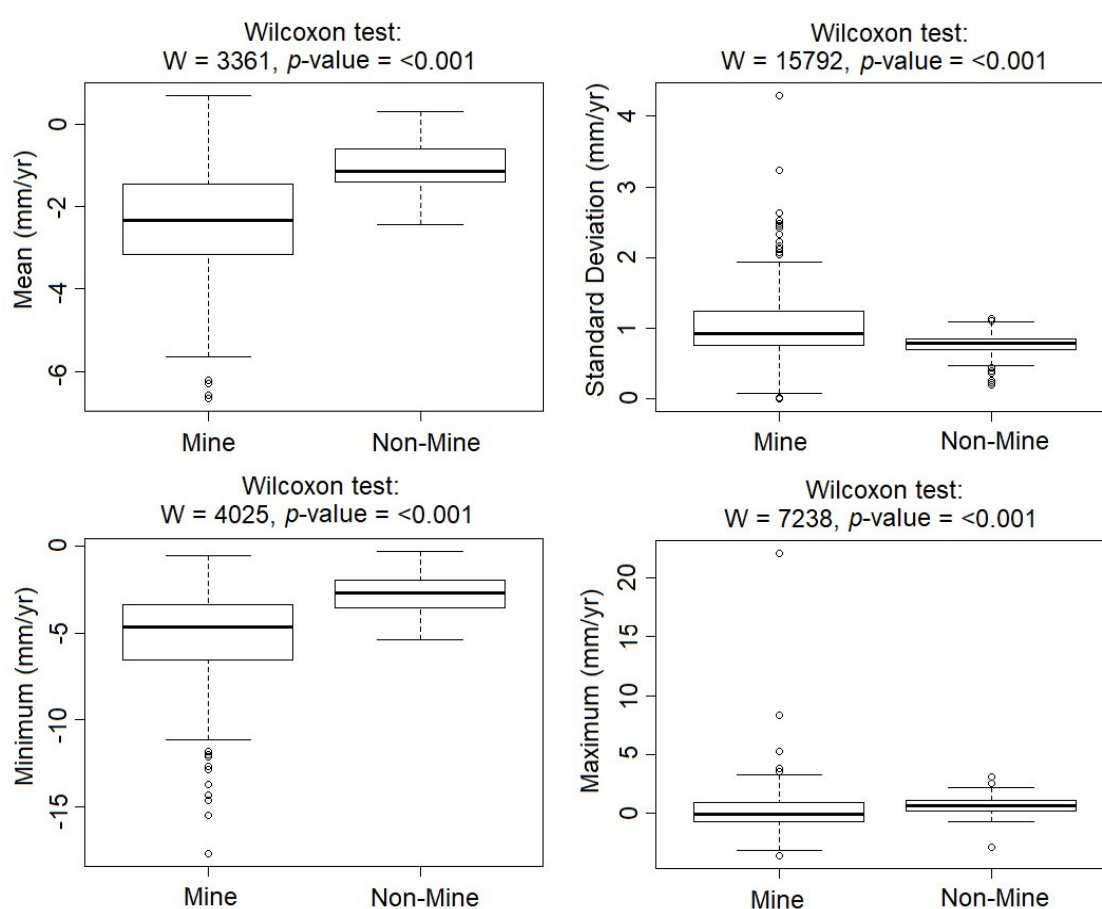 Wilcoxon test:
W = 3361, p-value = <0.001
Mean (mm/yr)
0
-2
-4
-6
Mine
Non-Mine
Wilcoxon test:
W = 15792, p-value = <0.001
Standard Deviation (mm/yr)
4
3
2
1
0
Mine
Non-Mine
Wilcoxon test:
W = 4025, p-value = <0.001
Minimum (mm/yr)
0
-5
-10
-15
Mine
Non-Mine
Wilcoxon test:
W = 7238, p-value = <0.001
Maximum (mm/yr)
20
15
10
5
0
Mine
Non-Mine